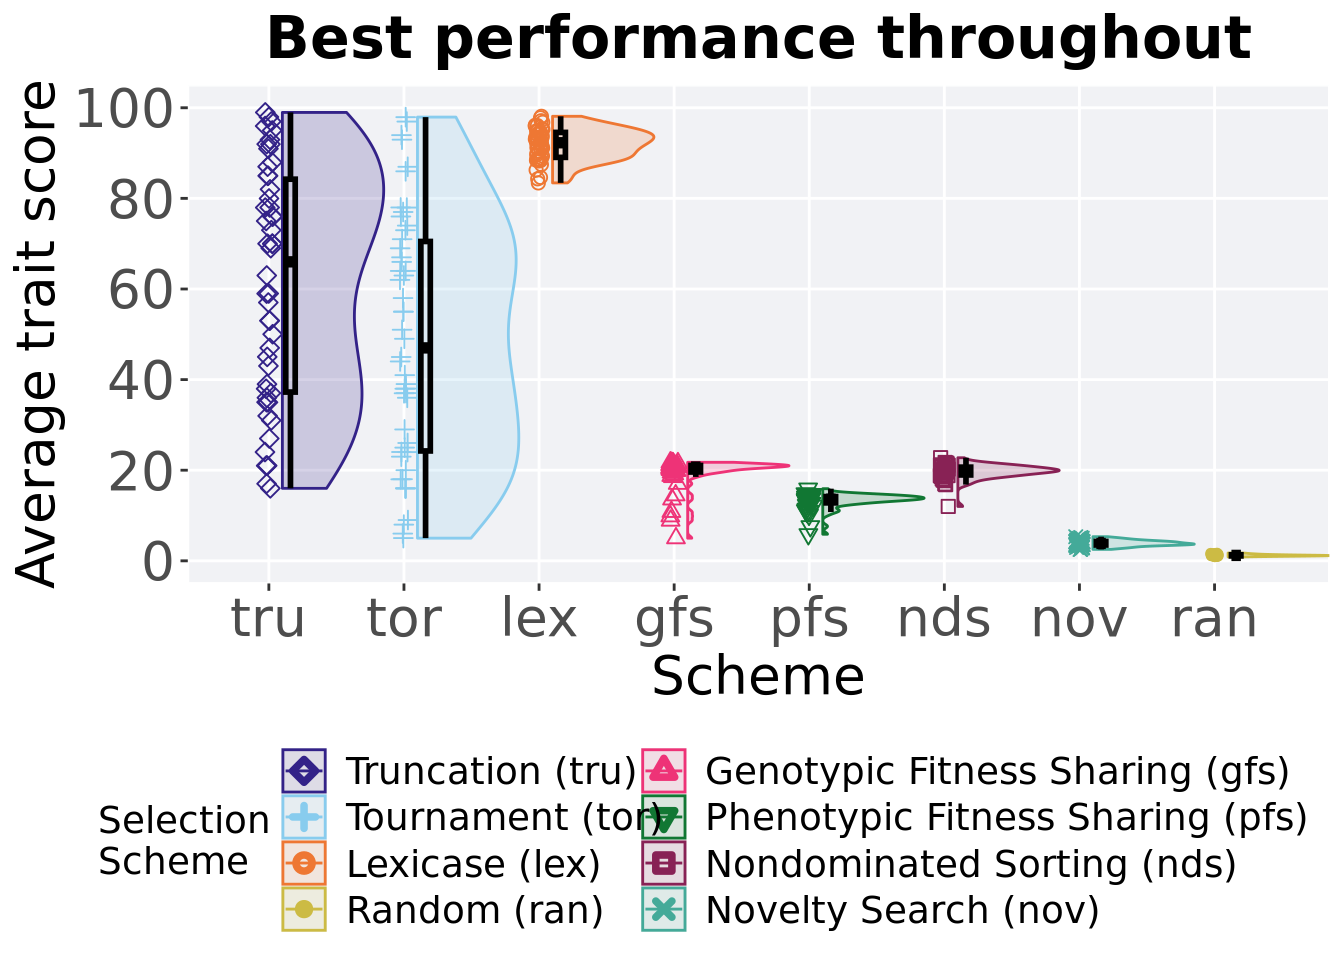 Best performance throughout
Average trait score
100
80
60
40
20
0
tru tor lex gfs pfs nds nov ran
Scheme
Selection
Scheme
Truncation (tru)
Tournament (tor)
Lexicase (lex)
Random (ran)
Genotypic Fitness Sharing (gfs)
Phenotypic Fitness Sharing (pfs)
Nondominated Sorting (nds)
Novelty Search (nov)